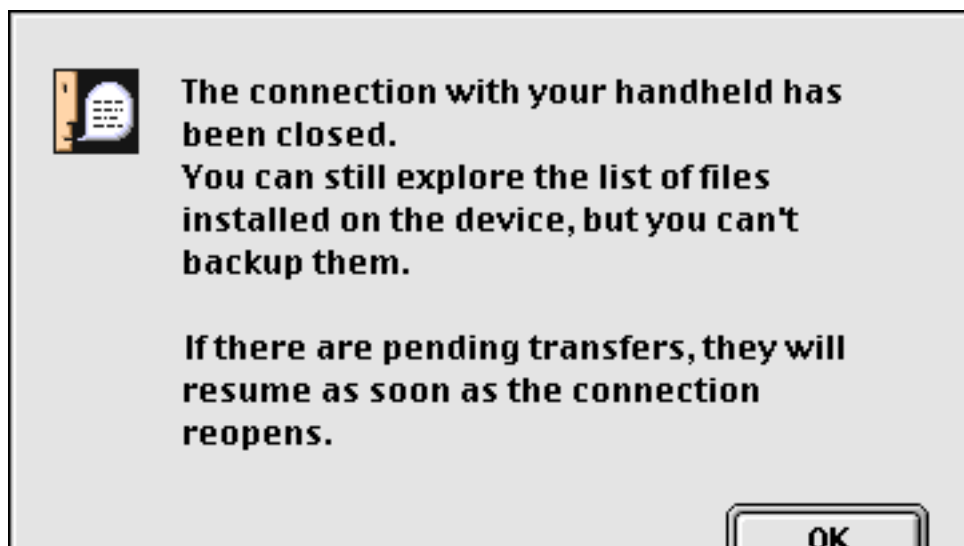 The connection with your handheld has
been closed.
You can still explore the list of files
installed on the device, but you can't
backup them.
If there are pending transfers, they will
resume as soon as the connection
reopens.
OK